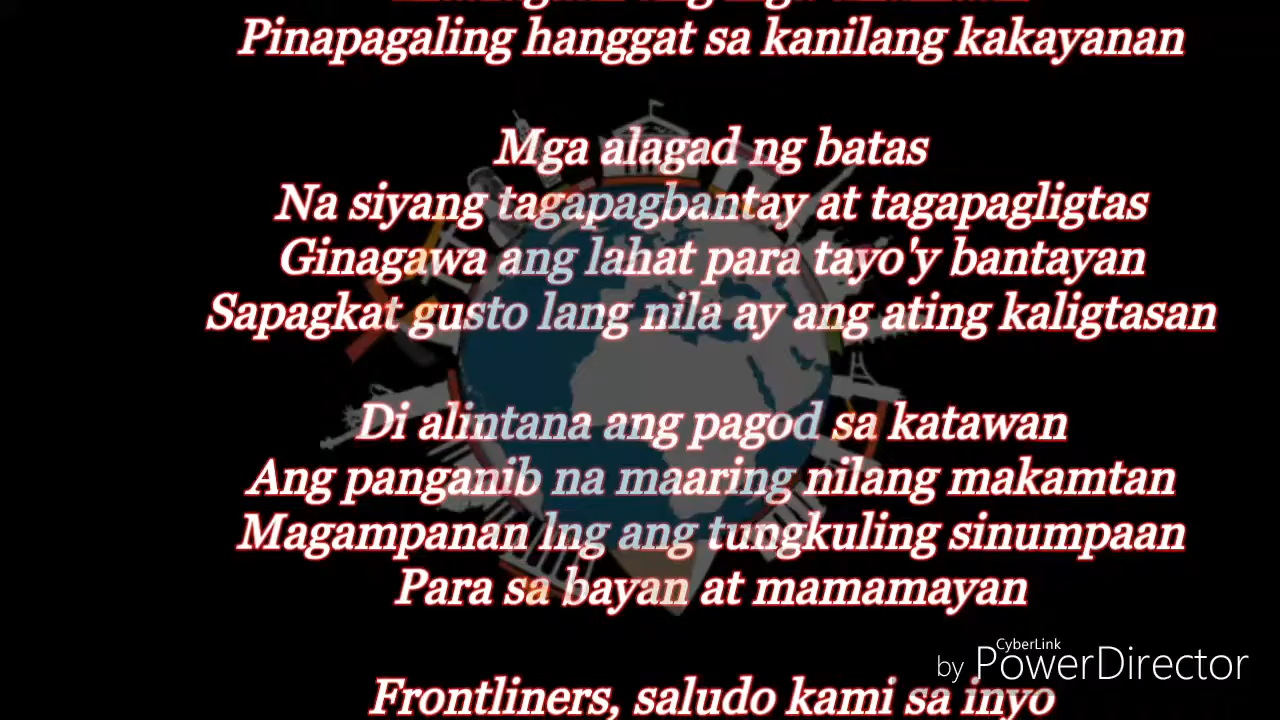 Pinapagaling hanggat sa kanilang kakayanan
Mga alagad ng batas
Na siyang tagapagbantay at tagapagligtas
Ginagawa ang lahat para tayo'y bantayan
Sapagkat gusto lang nila ay ang ating kaligtasan
Di alintana ang pagod sa katawan
Ang panganib na maaring nilang makamtan
Magampanan lng ang tungkuling sinumpaan
Para sa bayan at mamamayan
Frontliners, saludo kami sa inyo
CyberLink
by PowerDirector